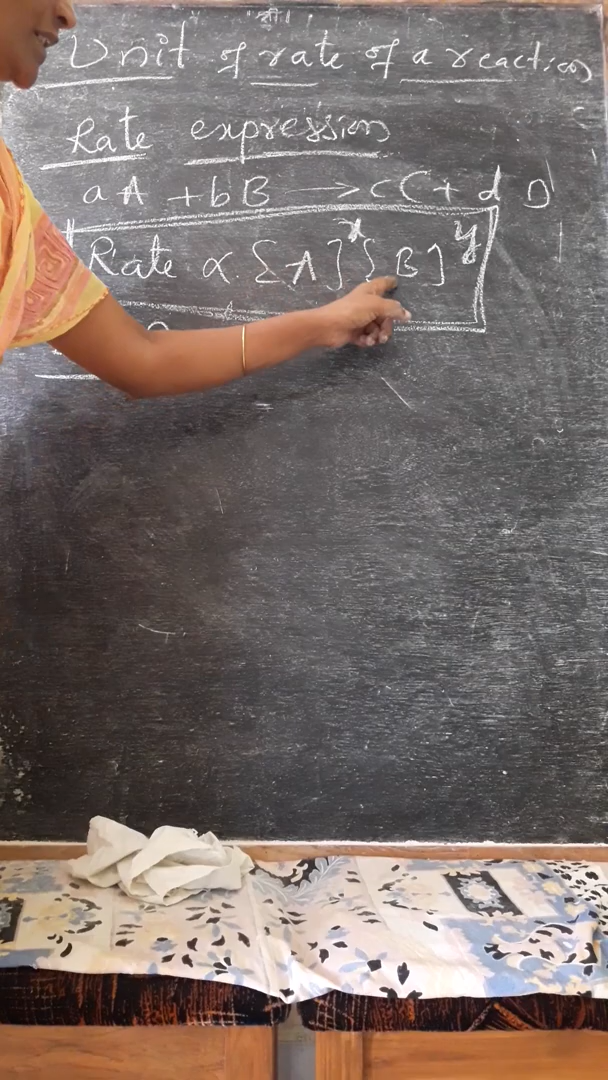 श्री
Unit of rate of a reaction
Rate expression
aA + bB → cC + dD
Rate ∝ [A]^x [B]^y